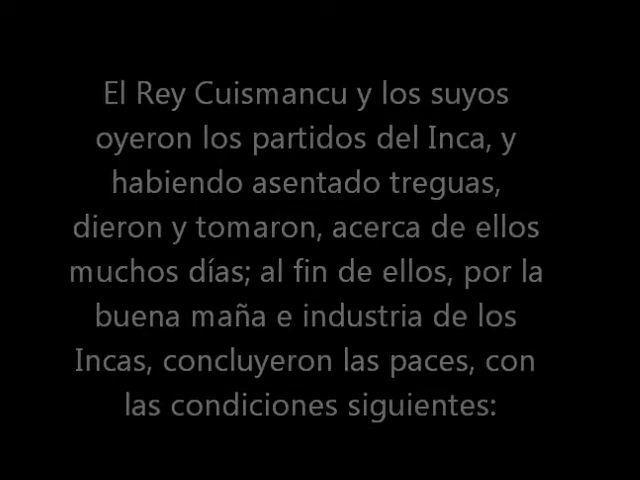 El Rey Cuismancu y los suyos
oyeron los partidos del Inca, y
habiendo asentado treguas,
dieron y tomaron, acerca de ellos
muchos días; al fin de ellos, por la
buena maña e industria de los
Incas, concluyeron las paces, con
las condiciones siguientes: